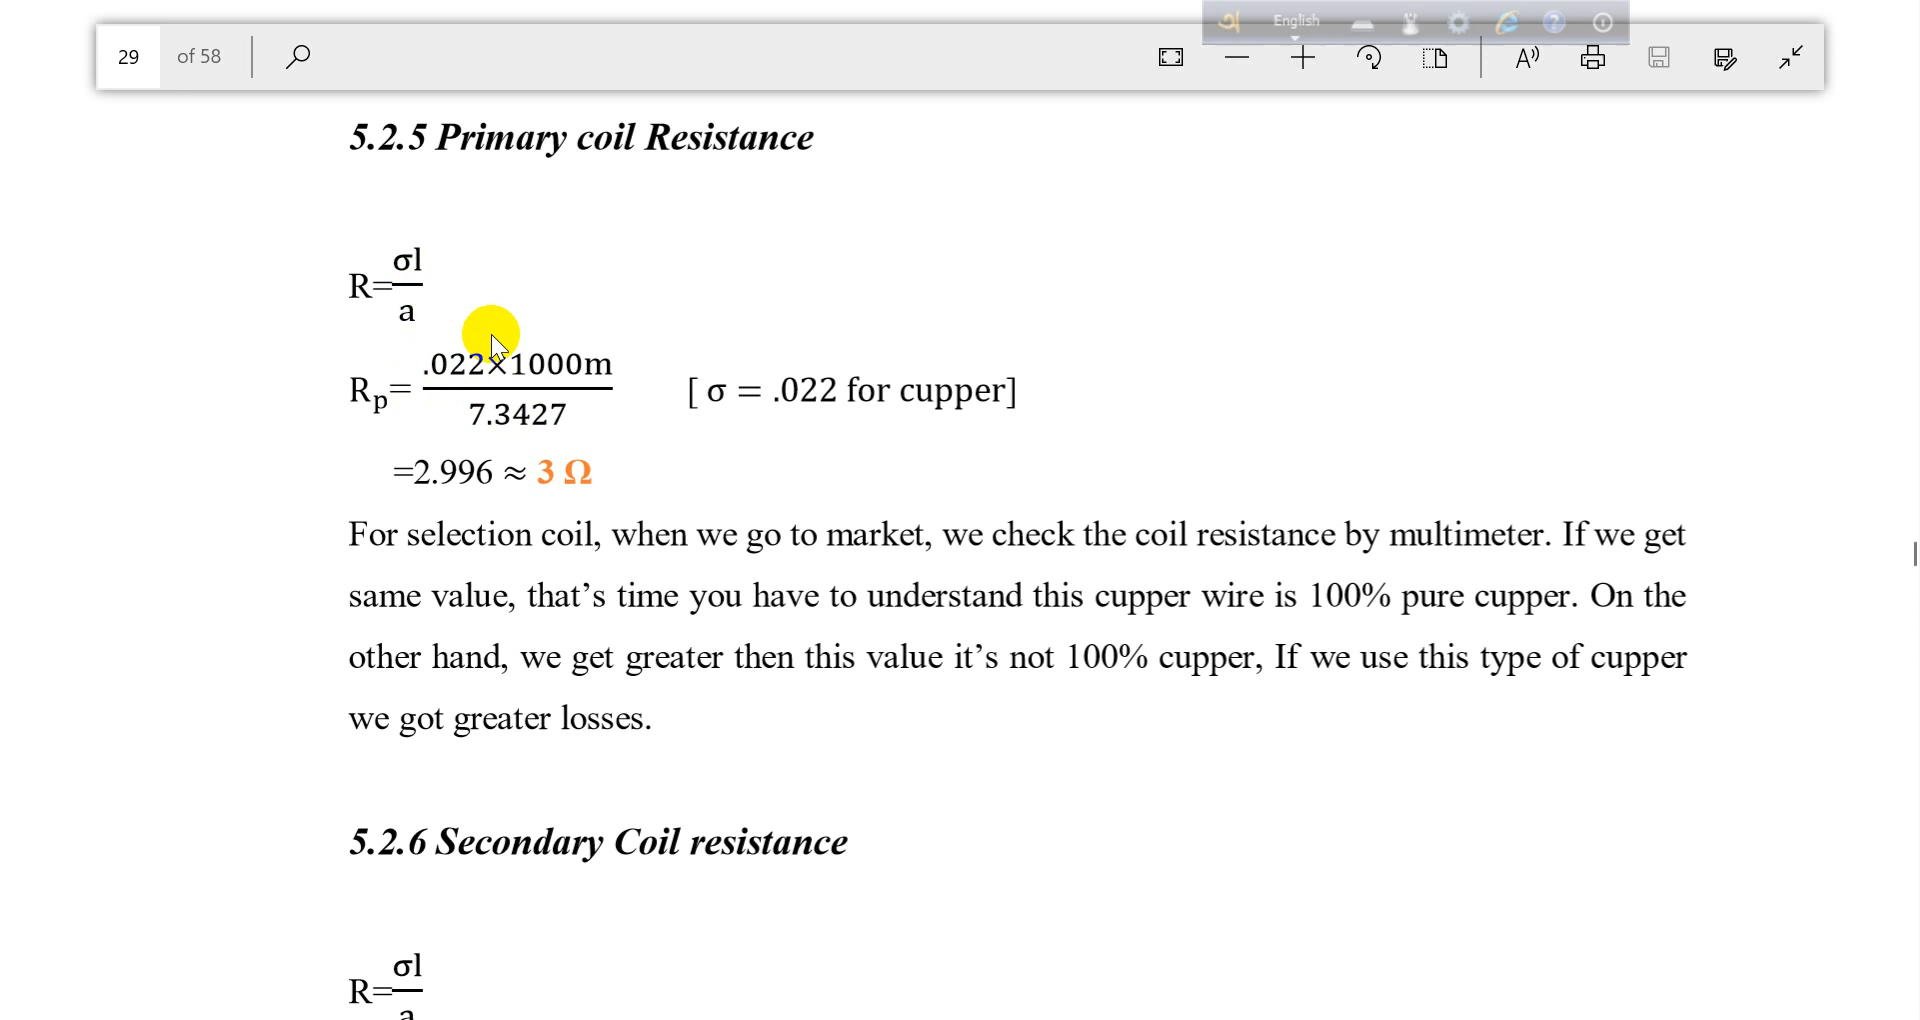 অ English
29 of 58
A
5.2.5 Primary coil Resistance
R=σl/a
Rₚ= .022×1000m/7.3427 [ σ = .022 for cupper]
=2.996 ≈ 3 Ω
For selection coil, when we go to market, we check the coil resistance by multimeter. If we get
same value, that’s time you have to understand this cupper wire is 100% pure cupper. On the
other hand, we get greater then this value it’s not 100% cupper, If we use this type of cupper
we got greater losses.
5.2.6 Secondary Coil resistance
R=σl/a